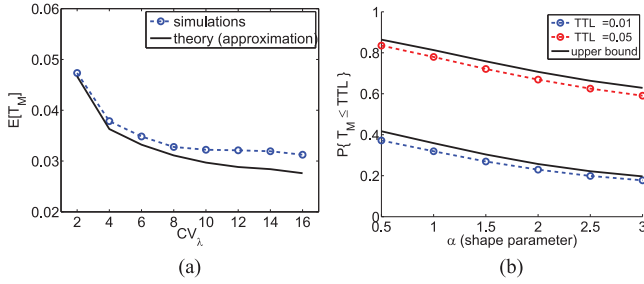 0.06
0.05
0.04
0.03
0.02
E[T_M]
simulations
theory (approximation)
2 4 6 8 10 12 14 16
CV_λ
(a)
1
0.8
0.6
0.4
0.2
0
P{ T_M ≤ TTL }
TTL =0.01
TTL =0.05
upper bound
0.5 1 1.5 2 2.5 3
α (shape parameter)
(b)